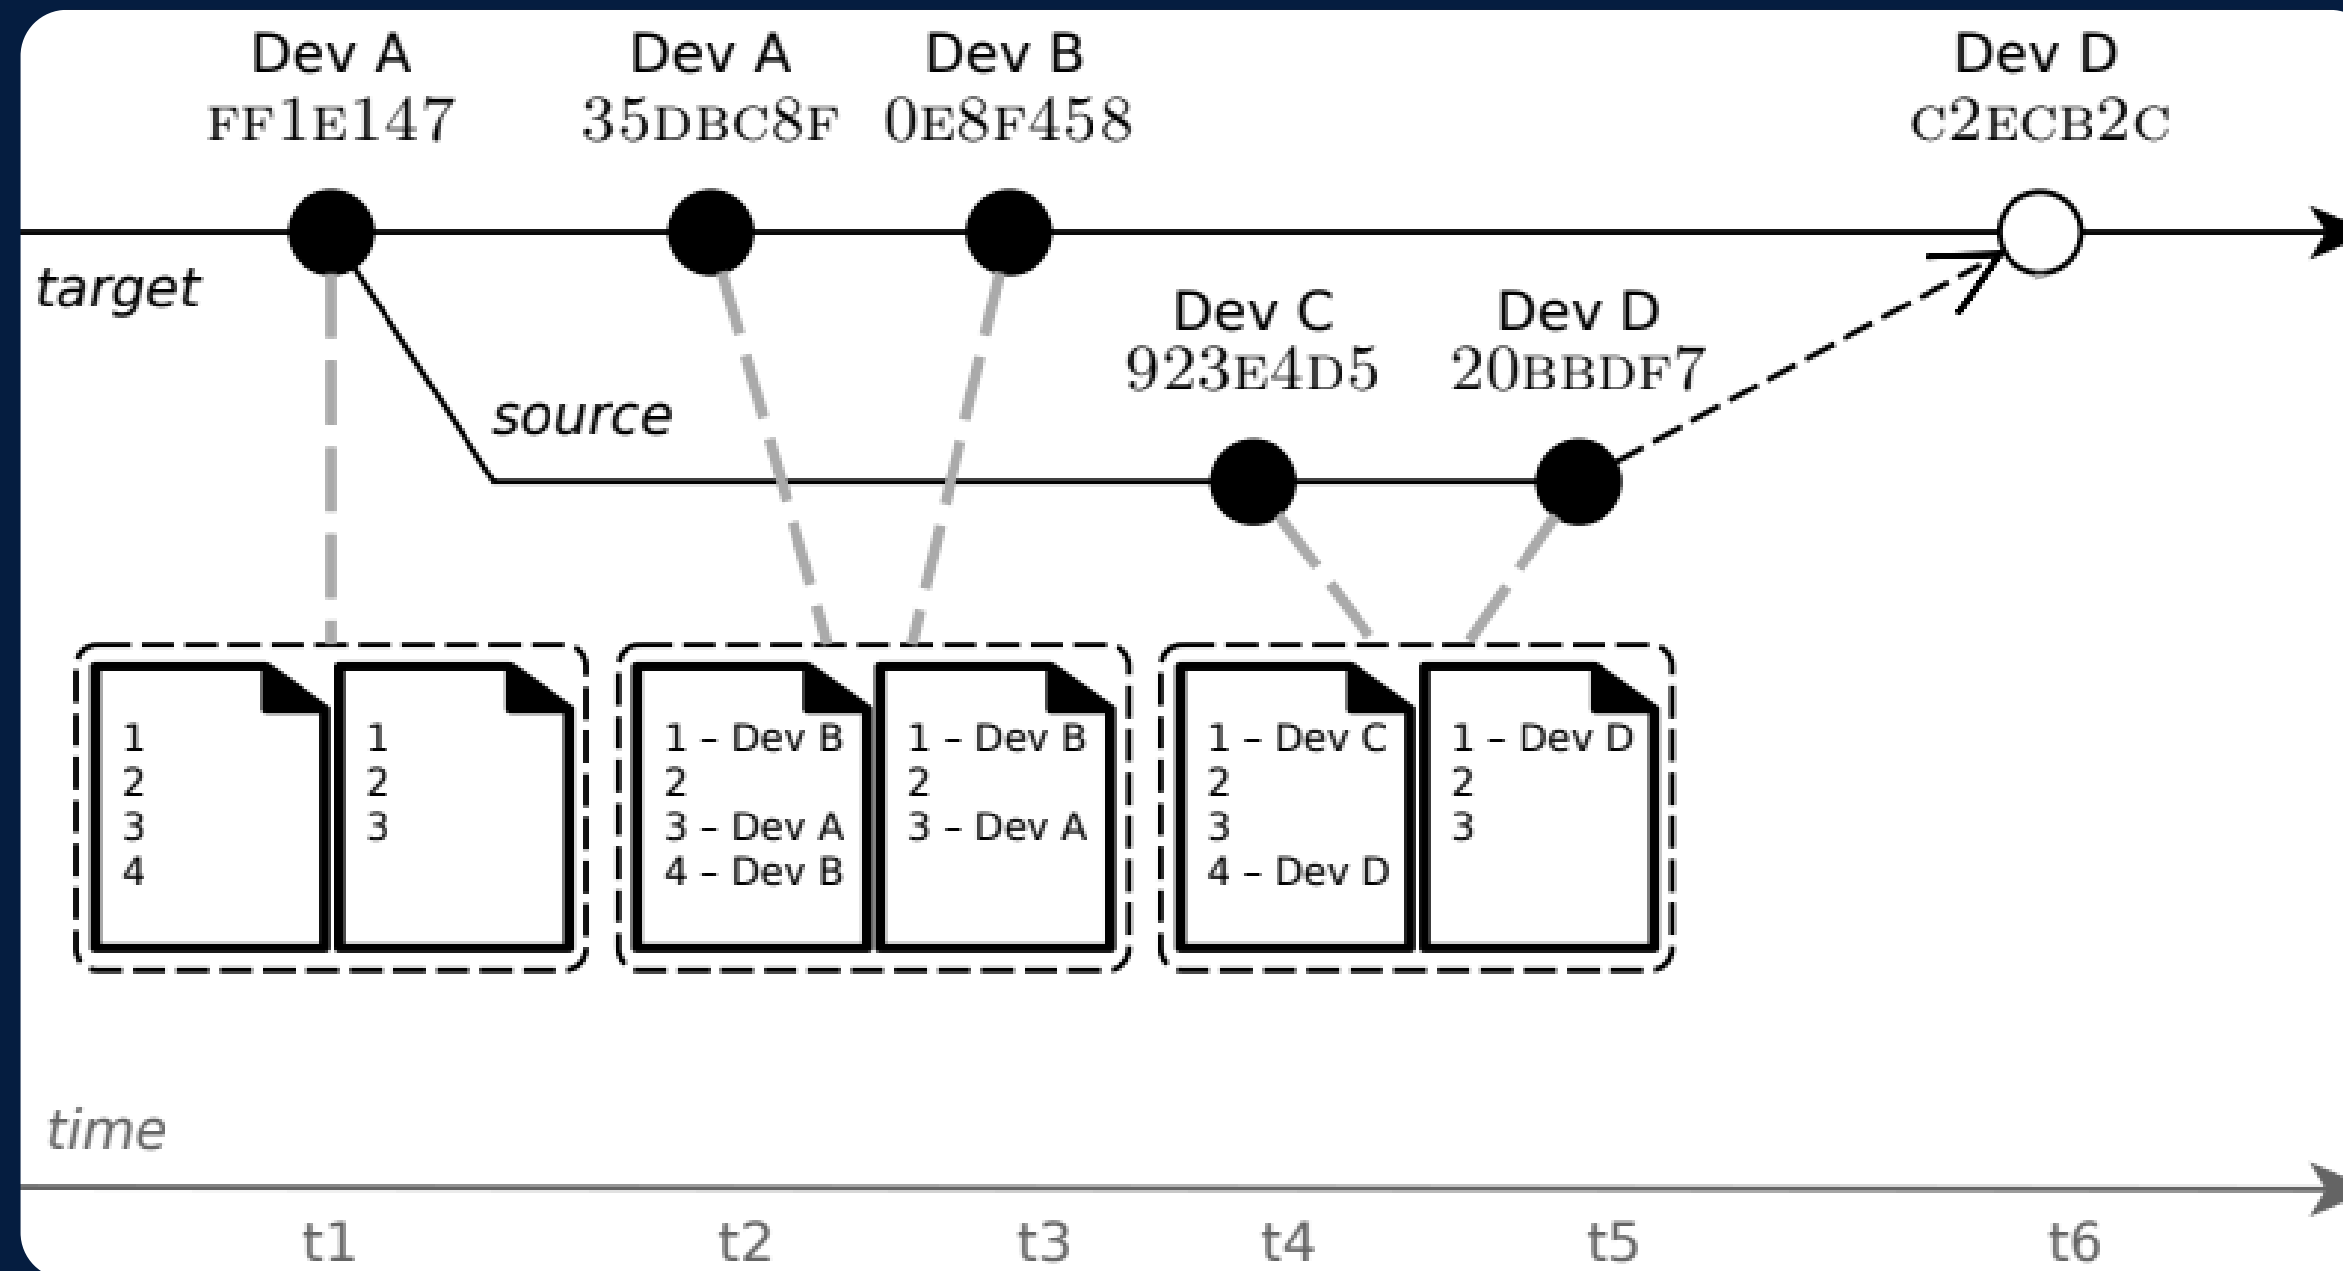 Dev A
FF1E147
Dev A
35DBC8F
Dev B
0E8F458
Dev D
C2ECB2C
target
source
Dev C
923E4D5
Dev D
20BBDF7
1
2
3
4
1
2
3
1 – Dev B
2
3 – Dev A
4 – Dev B
1 – Dev B
2
3 – Dev A
1 – Dev C
2
3
4 – Dev D
1 – Dev D
2
3
time
t1
t2
t3
t4
t5
t6